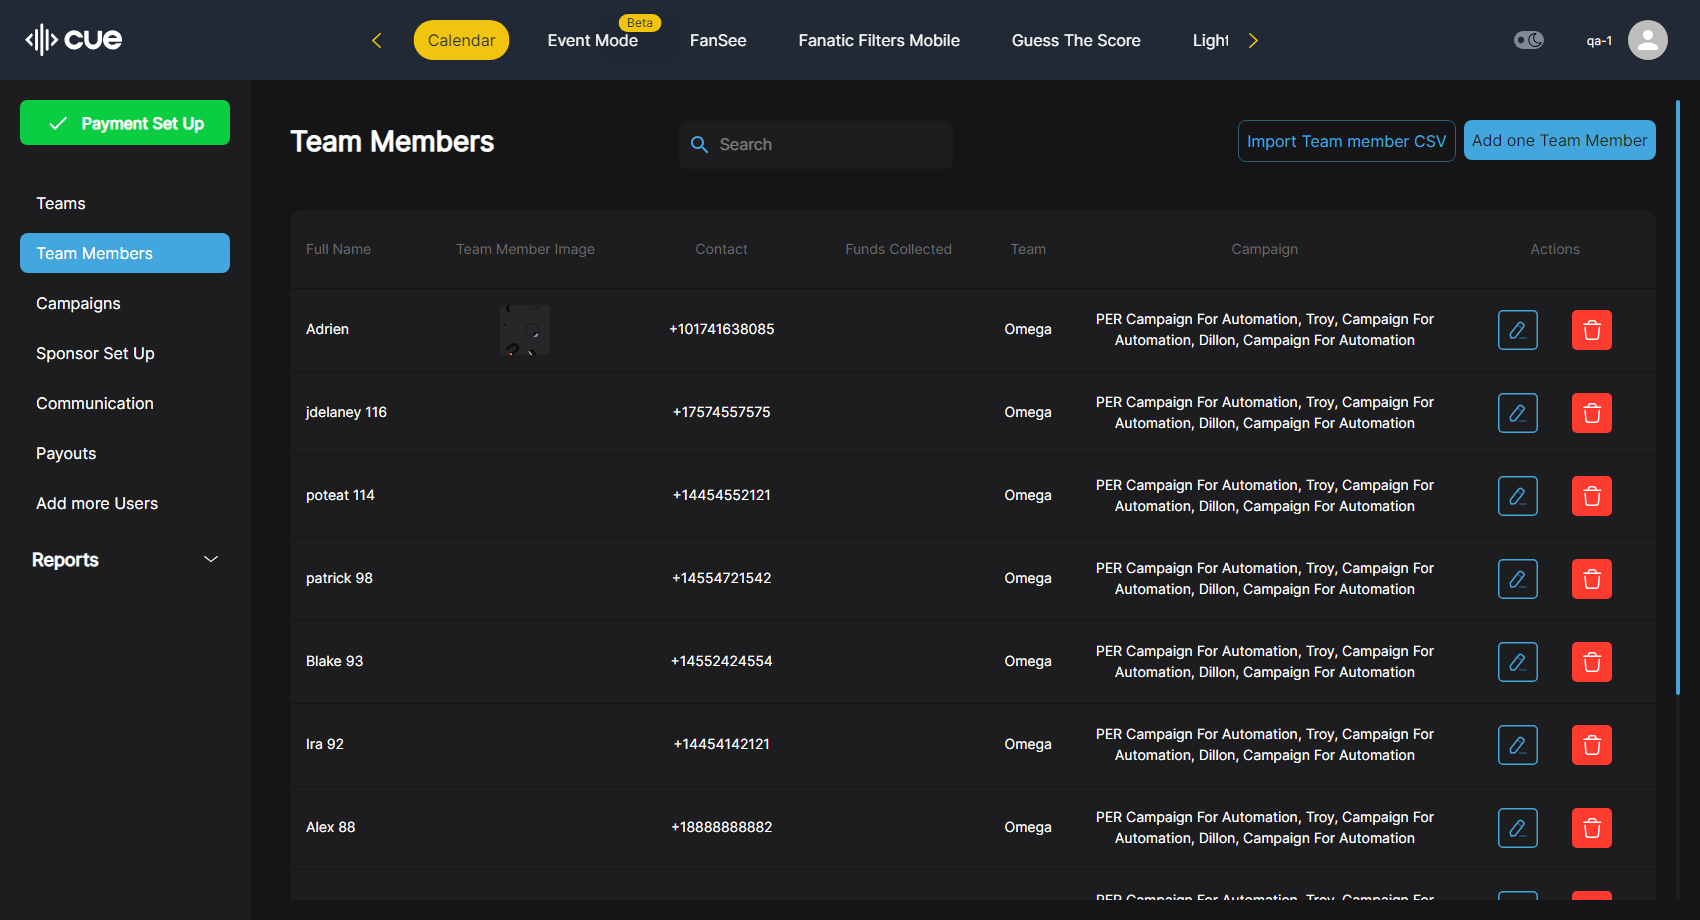 cue
Calendar
Event Mode
Beta
FanSee
Fanatic Filters Mobile
Guess The Score
Light
qa-1
Payment Set Up
Teams
Team Members
Campaigns
Sponsor Set Up
Communication
Payouts
Add more Users
Reports
Team Members
Search
Import Team member CSV
Add one Team Member
Full Name Team Member Image Contact Funds Collected Team Campaign Actions
Adrien +101741638085 Omega PER Campaign For Automation, Troy, Campaign For
Automation, Dillon, Campaign For Automation
jdelaney 116 +17574557575 Omega PER Campaign For Automation, Troy, Campaign For
Automation, Dillon, Campaign For Automation
poteat 114 +14454552121 Omega PER Campaign For Automation, Troy, Campaign For
Automation, Dillon, Campaign For Automation
patrick 98 +14554721542 Omega PER Campaign For Automation, Troy, Campaign For
Automation, Dillon, Campaign For Automation
Blake 93 +14552424554 Omega PER Campaign For Automation, Troy, Campaign For
Automation, Dillon, Campaign For Automation
Ira 92 +14454142121 Omega PER Campaign For Automation, Troy, Campaign For
Automation, Dillon, Campaign For Automation
Alex 88 +18888888882 Omega PER Campaign For Automation, Troy, Campaign For
Automation, Dillon, Campaign For Automation
PER Campaign For Automation, Troy, Campaign For